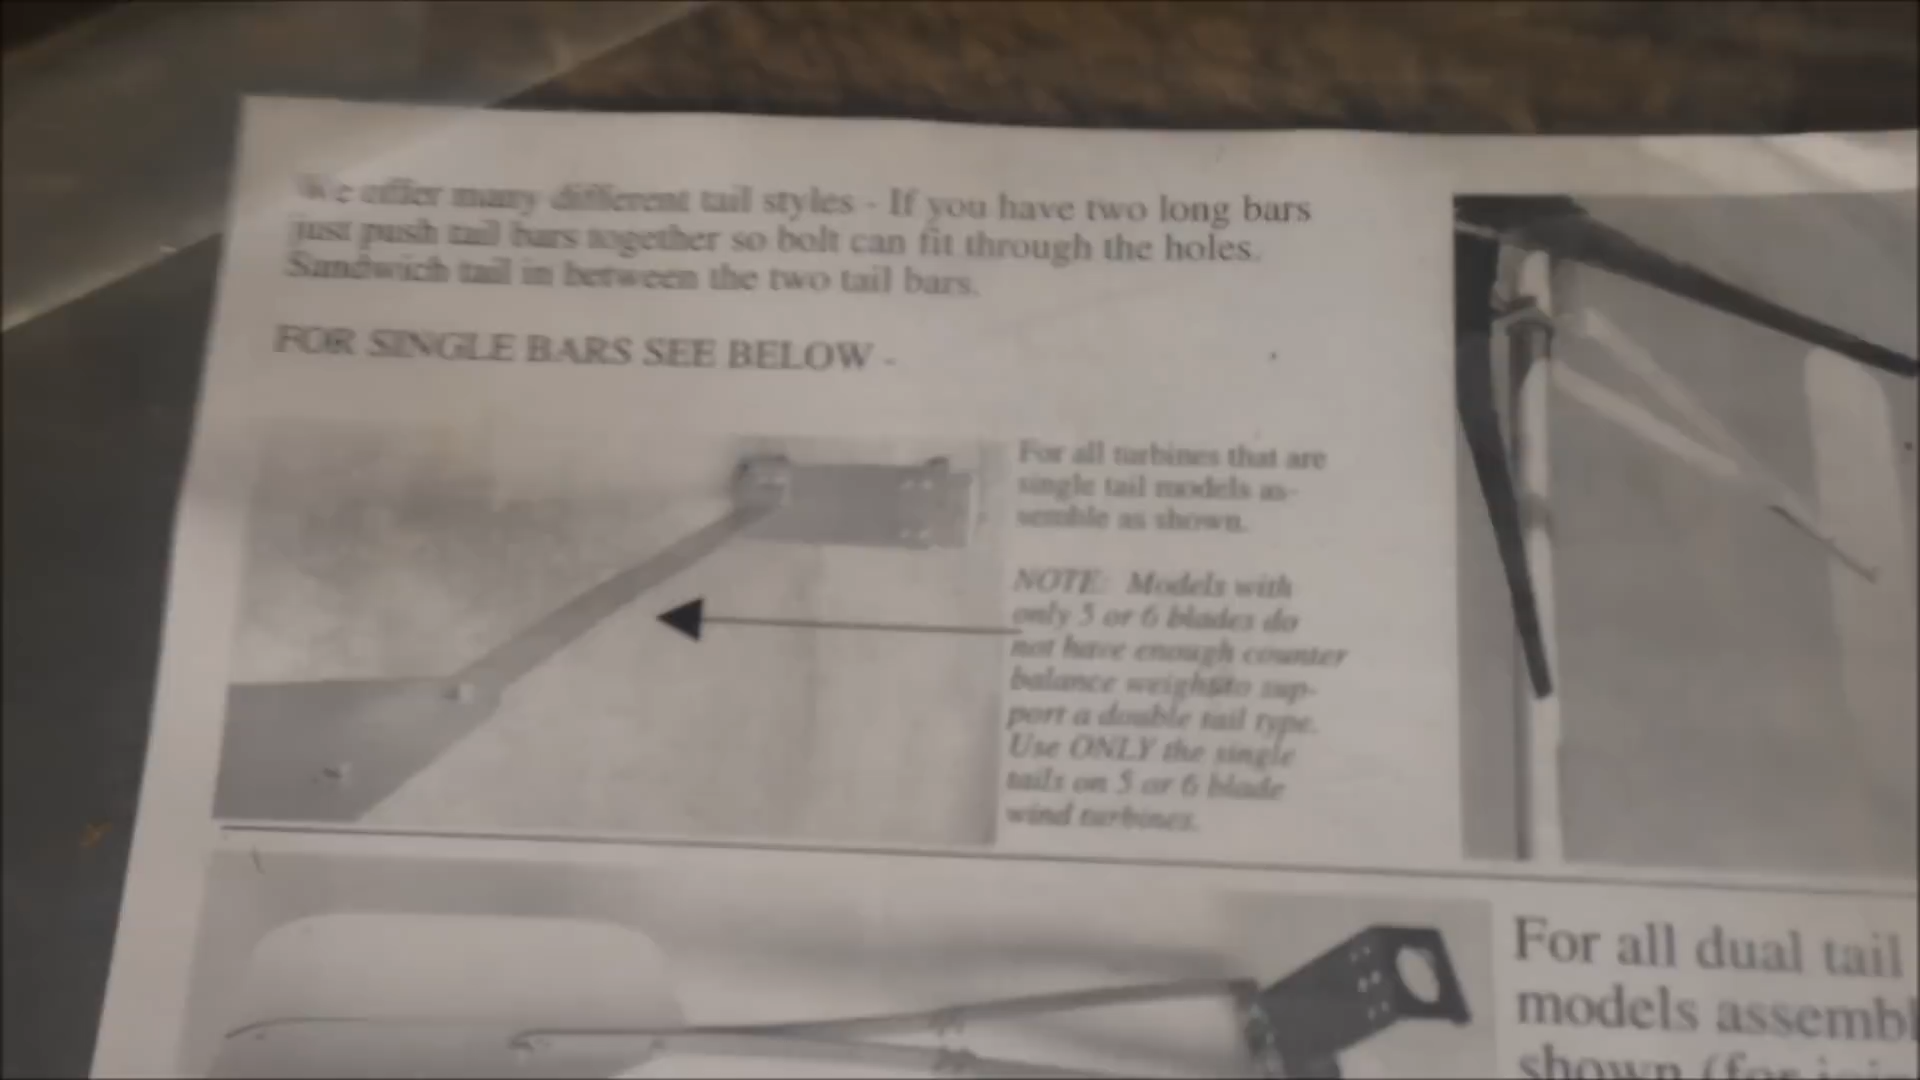 We offer many different tail styles - If you have two long bars
just push tail bars together so bolt can fit through the holes.
Sandwich tail in between the two tail bars.
FOR SINGLE BARS SEE BELOW -
For all turbines that are
single tail models as-
semble as shown.
NOTE: Models with
only 5 or 6 blades do
not have enough counter
balance weight to sup-
port a double tail type.
Use ONLY the single
tails on 5 or 6 blade
wind turbines.
For all dual tail
models assembl
shown (for